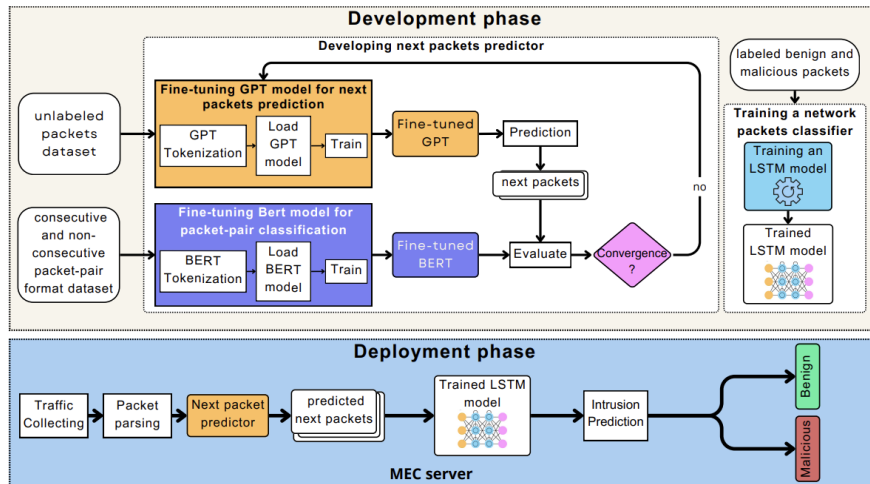 Development phase
Developing next packets predictor
unlabeled
packets
dataset
Fine-tuning GPT model for next
packets prediction
GPT
Tokenization
Load
GPT
model
Train
Fine-tuned
GPT
Prediction
next packets
consecutive
and non-
consecutive
packet-pair
format dataset
Fine-tuning Bert model for
packet-pair classification
BERT
Tokenization
Load
BERT
model
Train
Fine-tuned
BERT
Evaluate
Convergence
?
no
labeled benign and
malicious packets
Training a network
packets classifier
Training an
LSTM model
Trained
LSTM model
Deployment phase
Traffic
Collecting
Packet
parsing
Next packet
predictor
predicted
next packets
Trained LSTM
model
Intrusion
Prediction
Benign
Malicious
MEC server